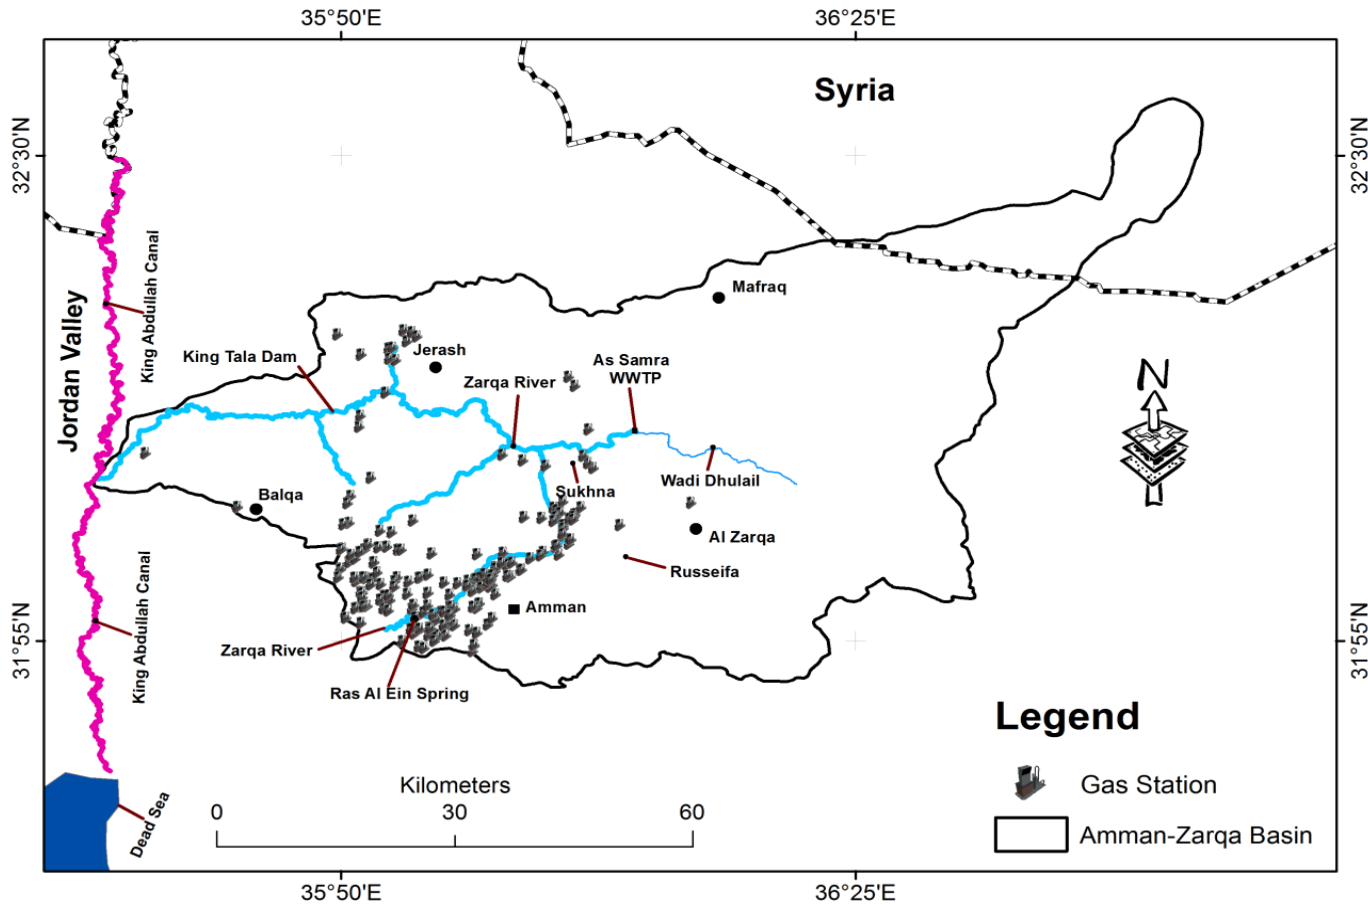 35°50'E
36°25'E
Syria
32°30'N
32°30'N
King Abdullah Canal
Jordan Valley
Mafraq
Jerash
King Tala Dam
As Samra
WWTP
Zarqa River
Wadi Dhulail
Sukhna
Balqa
Al Zarqa
Russeifa
Amman
Zarqa River
Ras Al Ein Spring
King Abdullah Canal
31°55'N
31°55'N
N
Legend
Gas Station
Amman-Zarqa Basin
Kilometers
0
30
60
Dead Sea
35°50'E
36°25'E